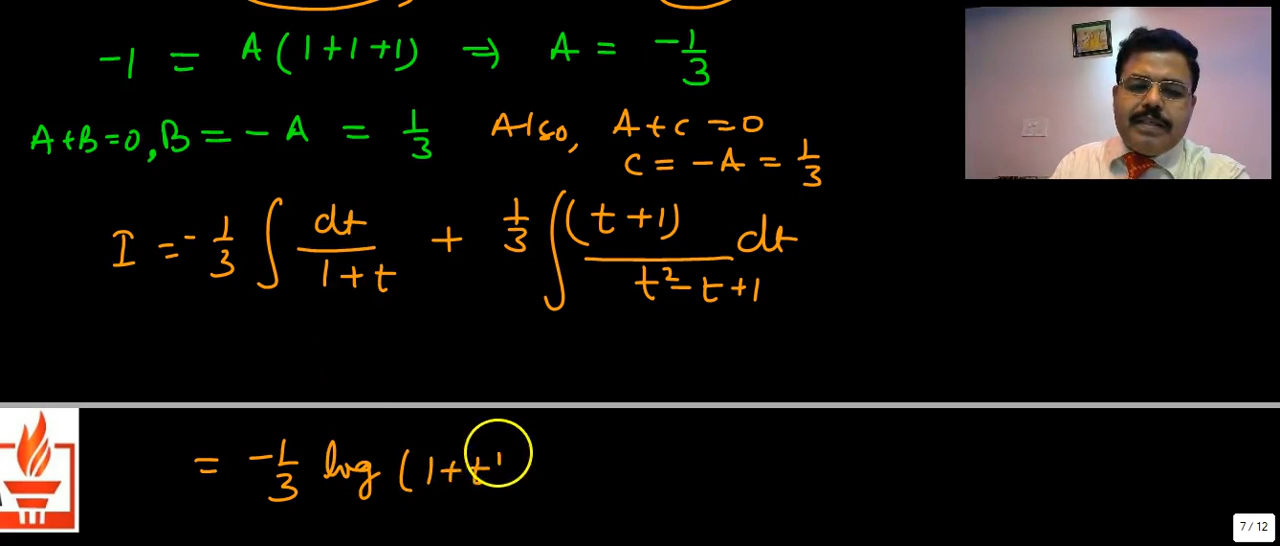 -1 = A(1+1+1) ⇒ A = -1/3
A+B=0, B = -A = 1/3 Also, A+C=0
C = -A = 1/3
I = -1/3 ∫ dt/(1+t) + 1/3 ∫ (t+1)/(t²-t+1) dt
= -1/3 log (1+t
7 / 12